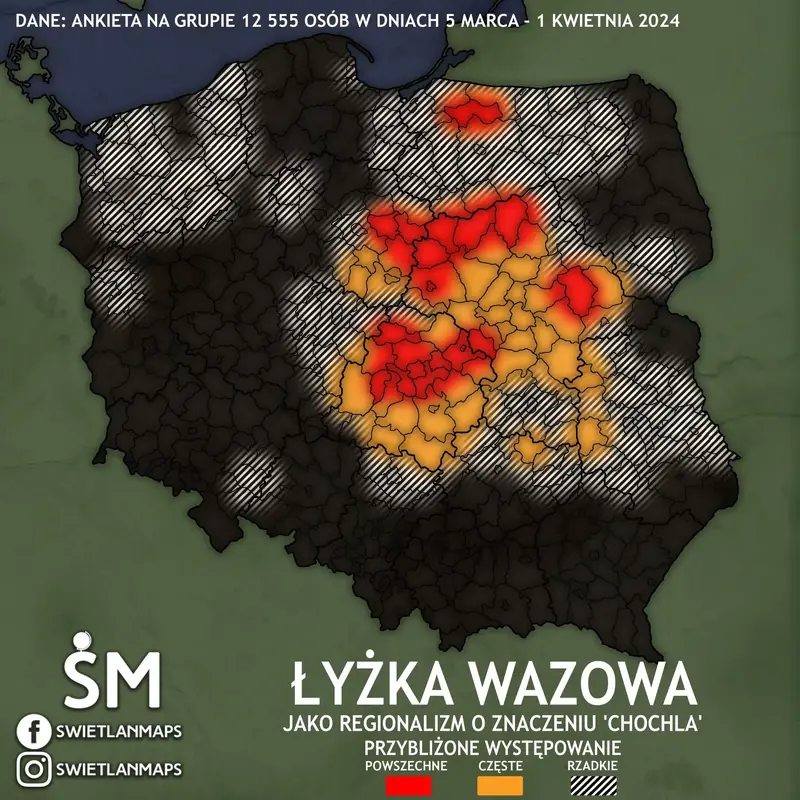 DANE: ANKIETA NA GRUPIE 12 555 OSÓB W DNIACH 5 MARCA - 1 KWIETNIA 2024
ŚM
SWIETLANMAPS
SWIETLANMAPS
ŁYŻKA WAZOWA
JAKO REGIONALIZM O ZNACZENIU 'CHOCHLA'
PRZYBLIŻONE WYSTĘPOWANIE
POWSZECHNE CZĘSTE RZADKIE